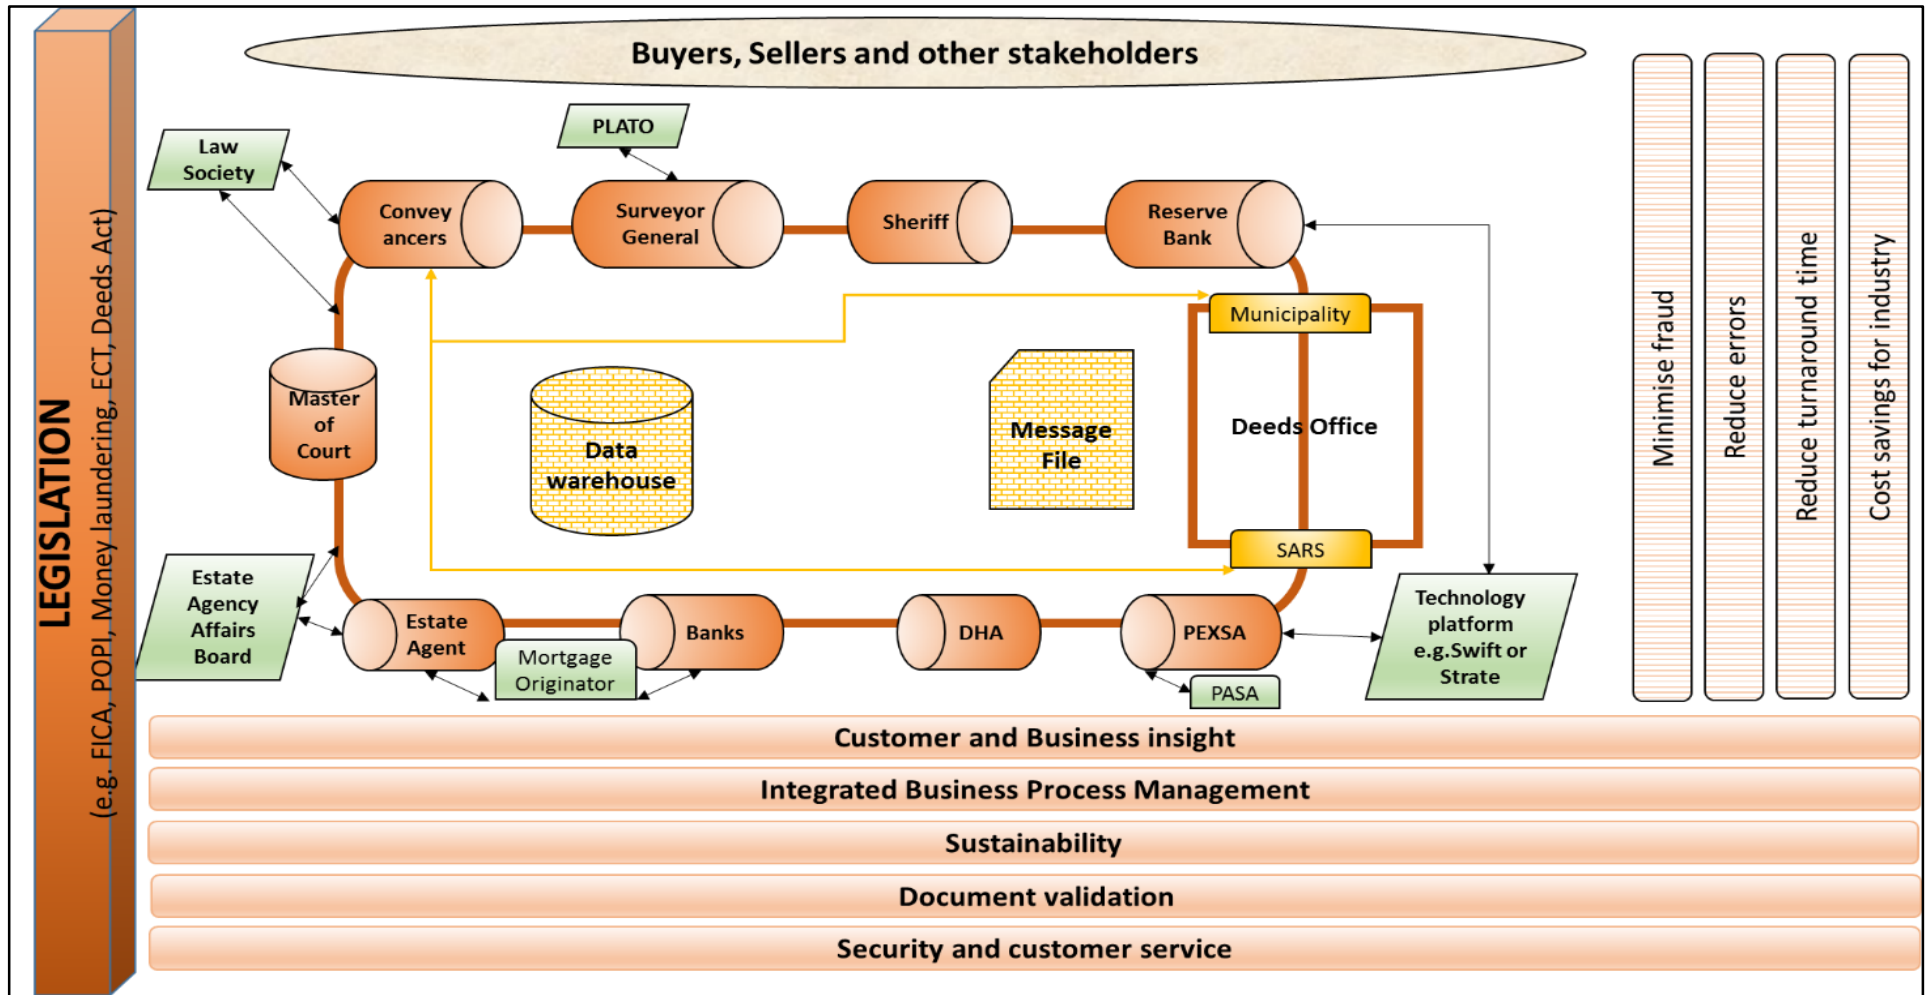 Buyers, Sellers and other stakeholders
LEGISLATION
(e.g. FICA, POPI, Money laundering, ECT, Deeds Act)
Law
Society
PLATO
Convey
ancers
Surveyor
General
Sheriff
Reserve
Bank
Municipality
Master
of
Court
Data
warehouse
Message
File
Deeds Office
SARS
Estate
Agency
Affairs
Board
Estate
Agent
Mortgage
Originator
Banks
DHA
PEXSA
PASA
Technology
platform
e.g.Swift or
Strate
Minimise fraud
Reduce errors
Reduce turnaround time
Cost savings for industry
Customer and Business insight
Integrated Business Process Management
Sustainability
Document validation
Security and customer service